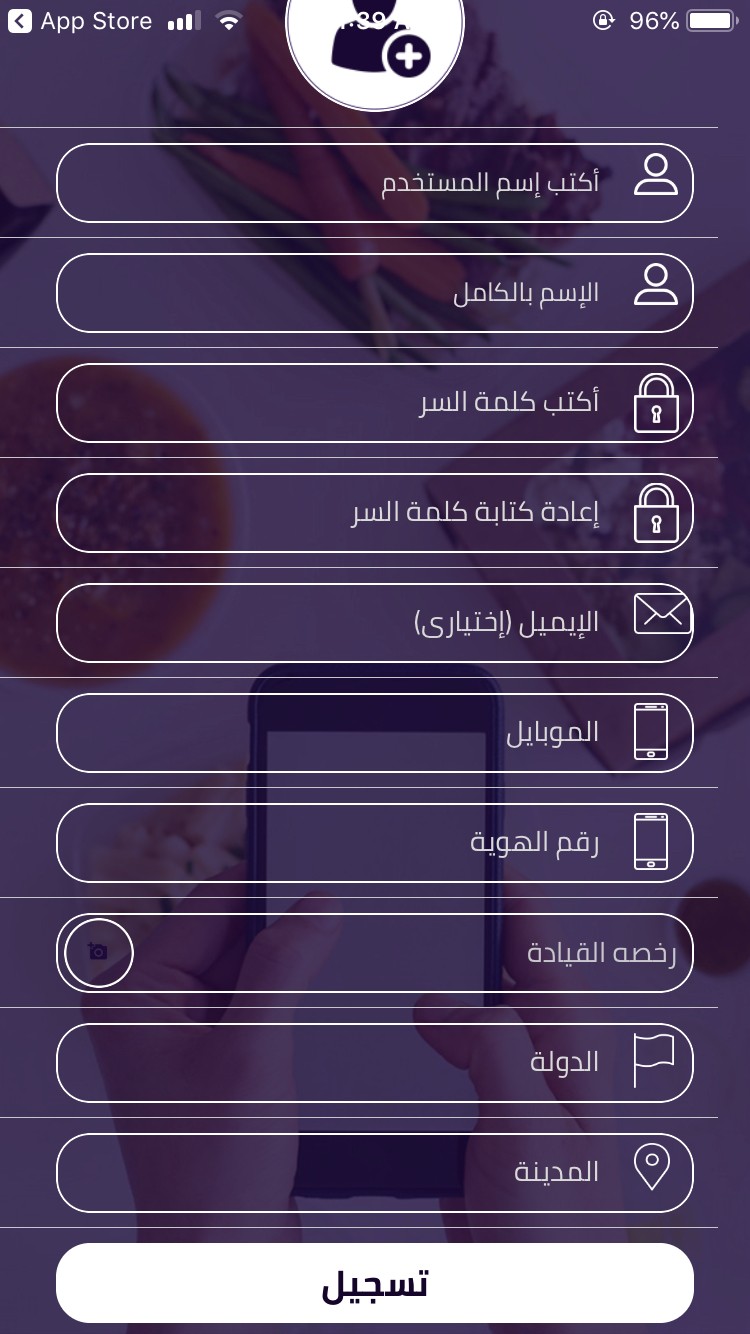 App Store
96%
أكتب إسم المستخدم
الإسم بالكامل
أكتب كلمة السر
إعادة كتابة كلمة السر
الإيميل (إختيارى)
الموبايل
رقم الهوية
رخصه القيادة
الدولة
المدينة
تسجيل